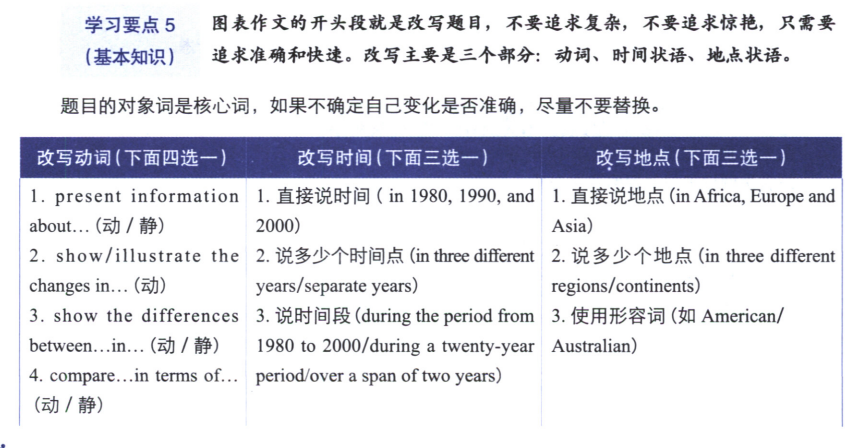 学习要点 5
(基本知识)
图表作文的开头段就是改写题目，不要追求复杂，不要追求惊艳，只需要
追求准确和快速。改写主要是三个部分：动词、时间状语、地点状语。
题目的对象词是核心词，如果不确定自己变化是否准确，尽量不要替换。
改写动词(下面四选一)
1. present information
about… (动 / 静)
2. show/illustrate the
changes in… (动)
3. show the differences
between…in… (动 / 静)
4. compare…in terms of…
(动 / 静)
改写时间(下面三选一)
1. 直接说时间 ( in 1980, 1990, and
2000)
2. 说多少个时间点 (in three different
years/separate years)
3. 说时间段 (during the period from
1980 to 2000/during a twenty-year
period/over a span of two years)
改写地点(下面三选一)
1. 直接说地点 (in Africa, Europe and
Asia)
2. 说多少个地点 (in three different
regions/continents)
3. 使用形容词 (如 American/
Australian)